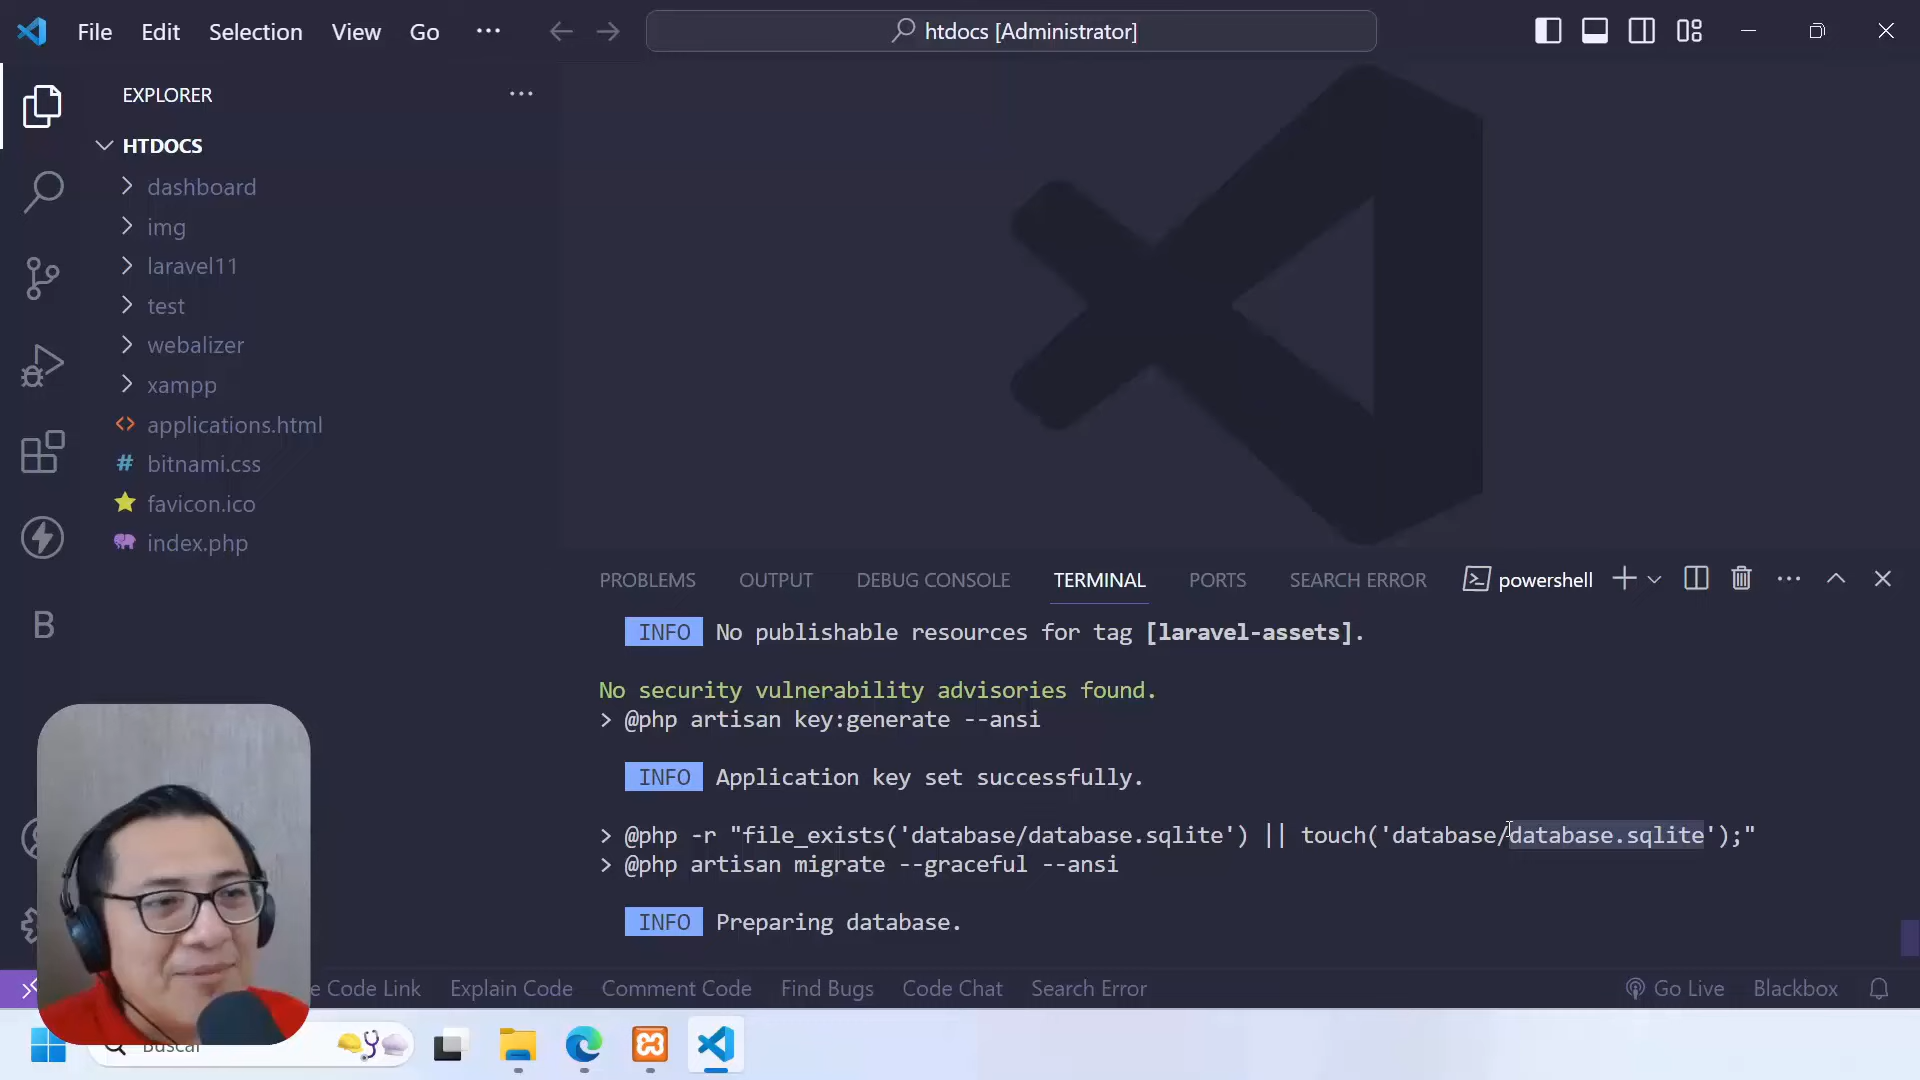 File Edit Selection View Go ···
htdocs [Administrator]
EXPLORER
HTDOCS
dashboard
img
laravel11
test
webalizer
xampp
applications.html
bitnami.css
favicon.ico
index.php
B
PROBLEMS OUTPUT DEBUG CONSOLE TERMINAL PORTS SEARCH ERROR powershell
INFO No publishable resources for tag [laravel-assets].
No security vulnerability advisories found.
> @php artisan key:generate --ansi
INFO Application key set successfully.
> @php -r "file_exists('database/database.sqlite') || touch('database/database.sqlite');"
> @php artisan migrate --graceful --ansi
INFO Preparing database.
e Code Link Explain Code Comment Code Find Bugs Code Chat Search Error Go Live Blackbox
Buscar